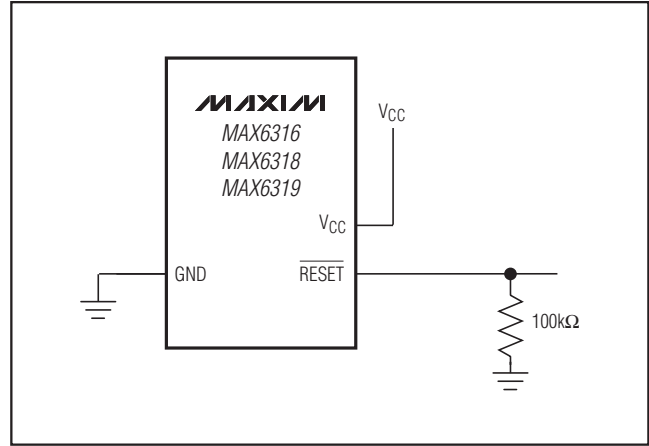 MAXIM
MAX6316
MAX6318
MAX6319
VCC
VCC
GND
RESET
100kΩ